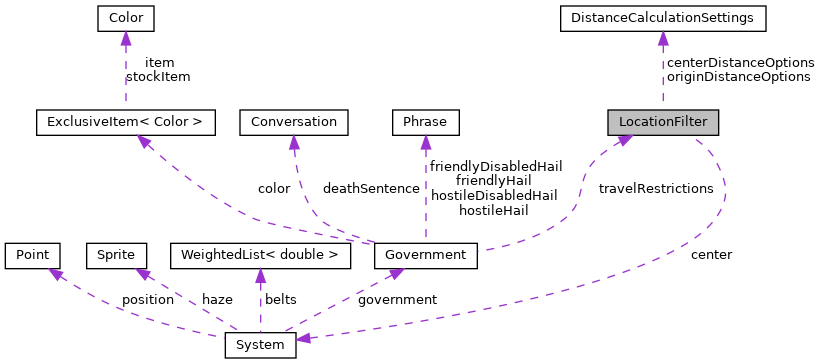 Color
DistanceCalculationSettings
item
stockItem
centerDistanceOptions
originDistanceOptions
ExclusiveItem< Color >
Conversation
Phrase
LocationFilter
friendlyDisabledHail
friendlyHail
hostileDisabledHail
hostileHail
color
deathSentence
travelRestrictions
Point
Sprite
WeightedList< double >
Government
center
position
haze
belts
government
System